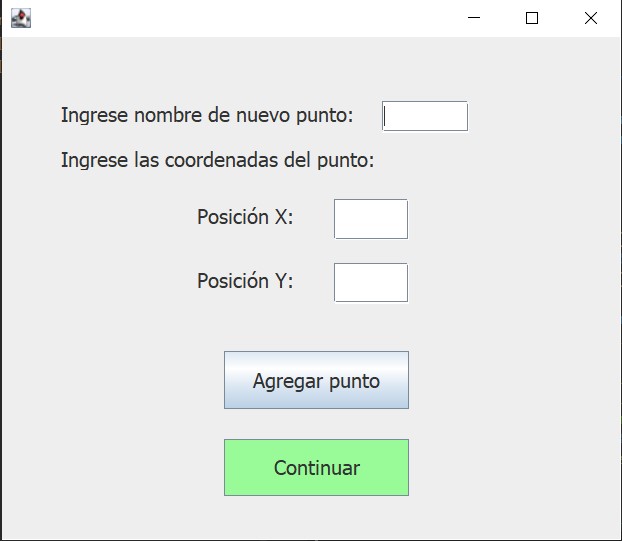 Ingrese nombre de nuevo punto:
Ingrese las coordenadas del punto:
Posición X:
Posición Y:
Agregar punto
Continuar